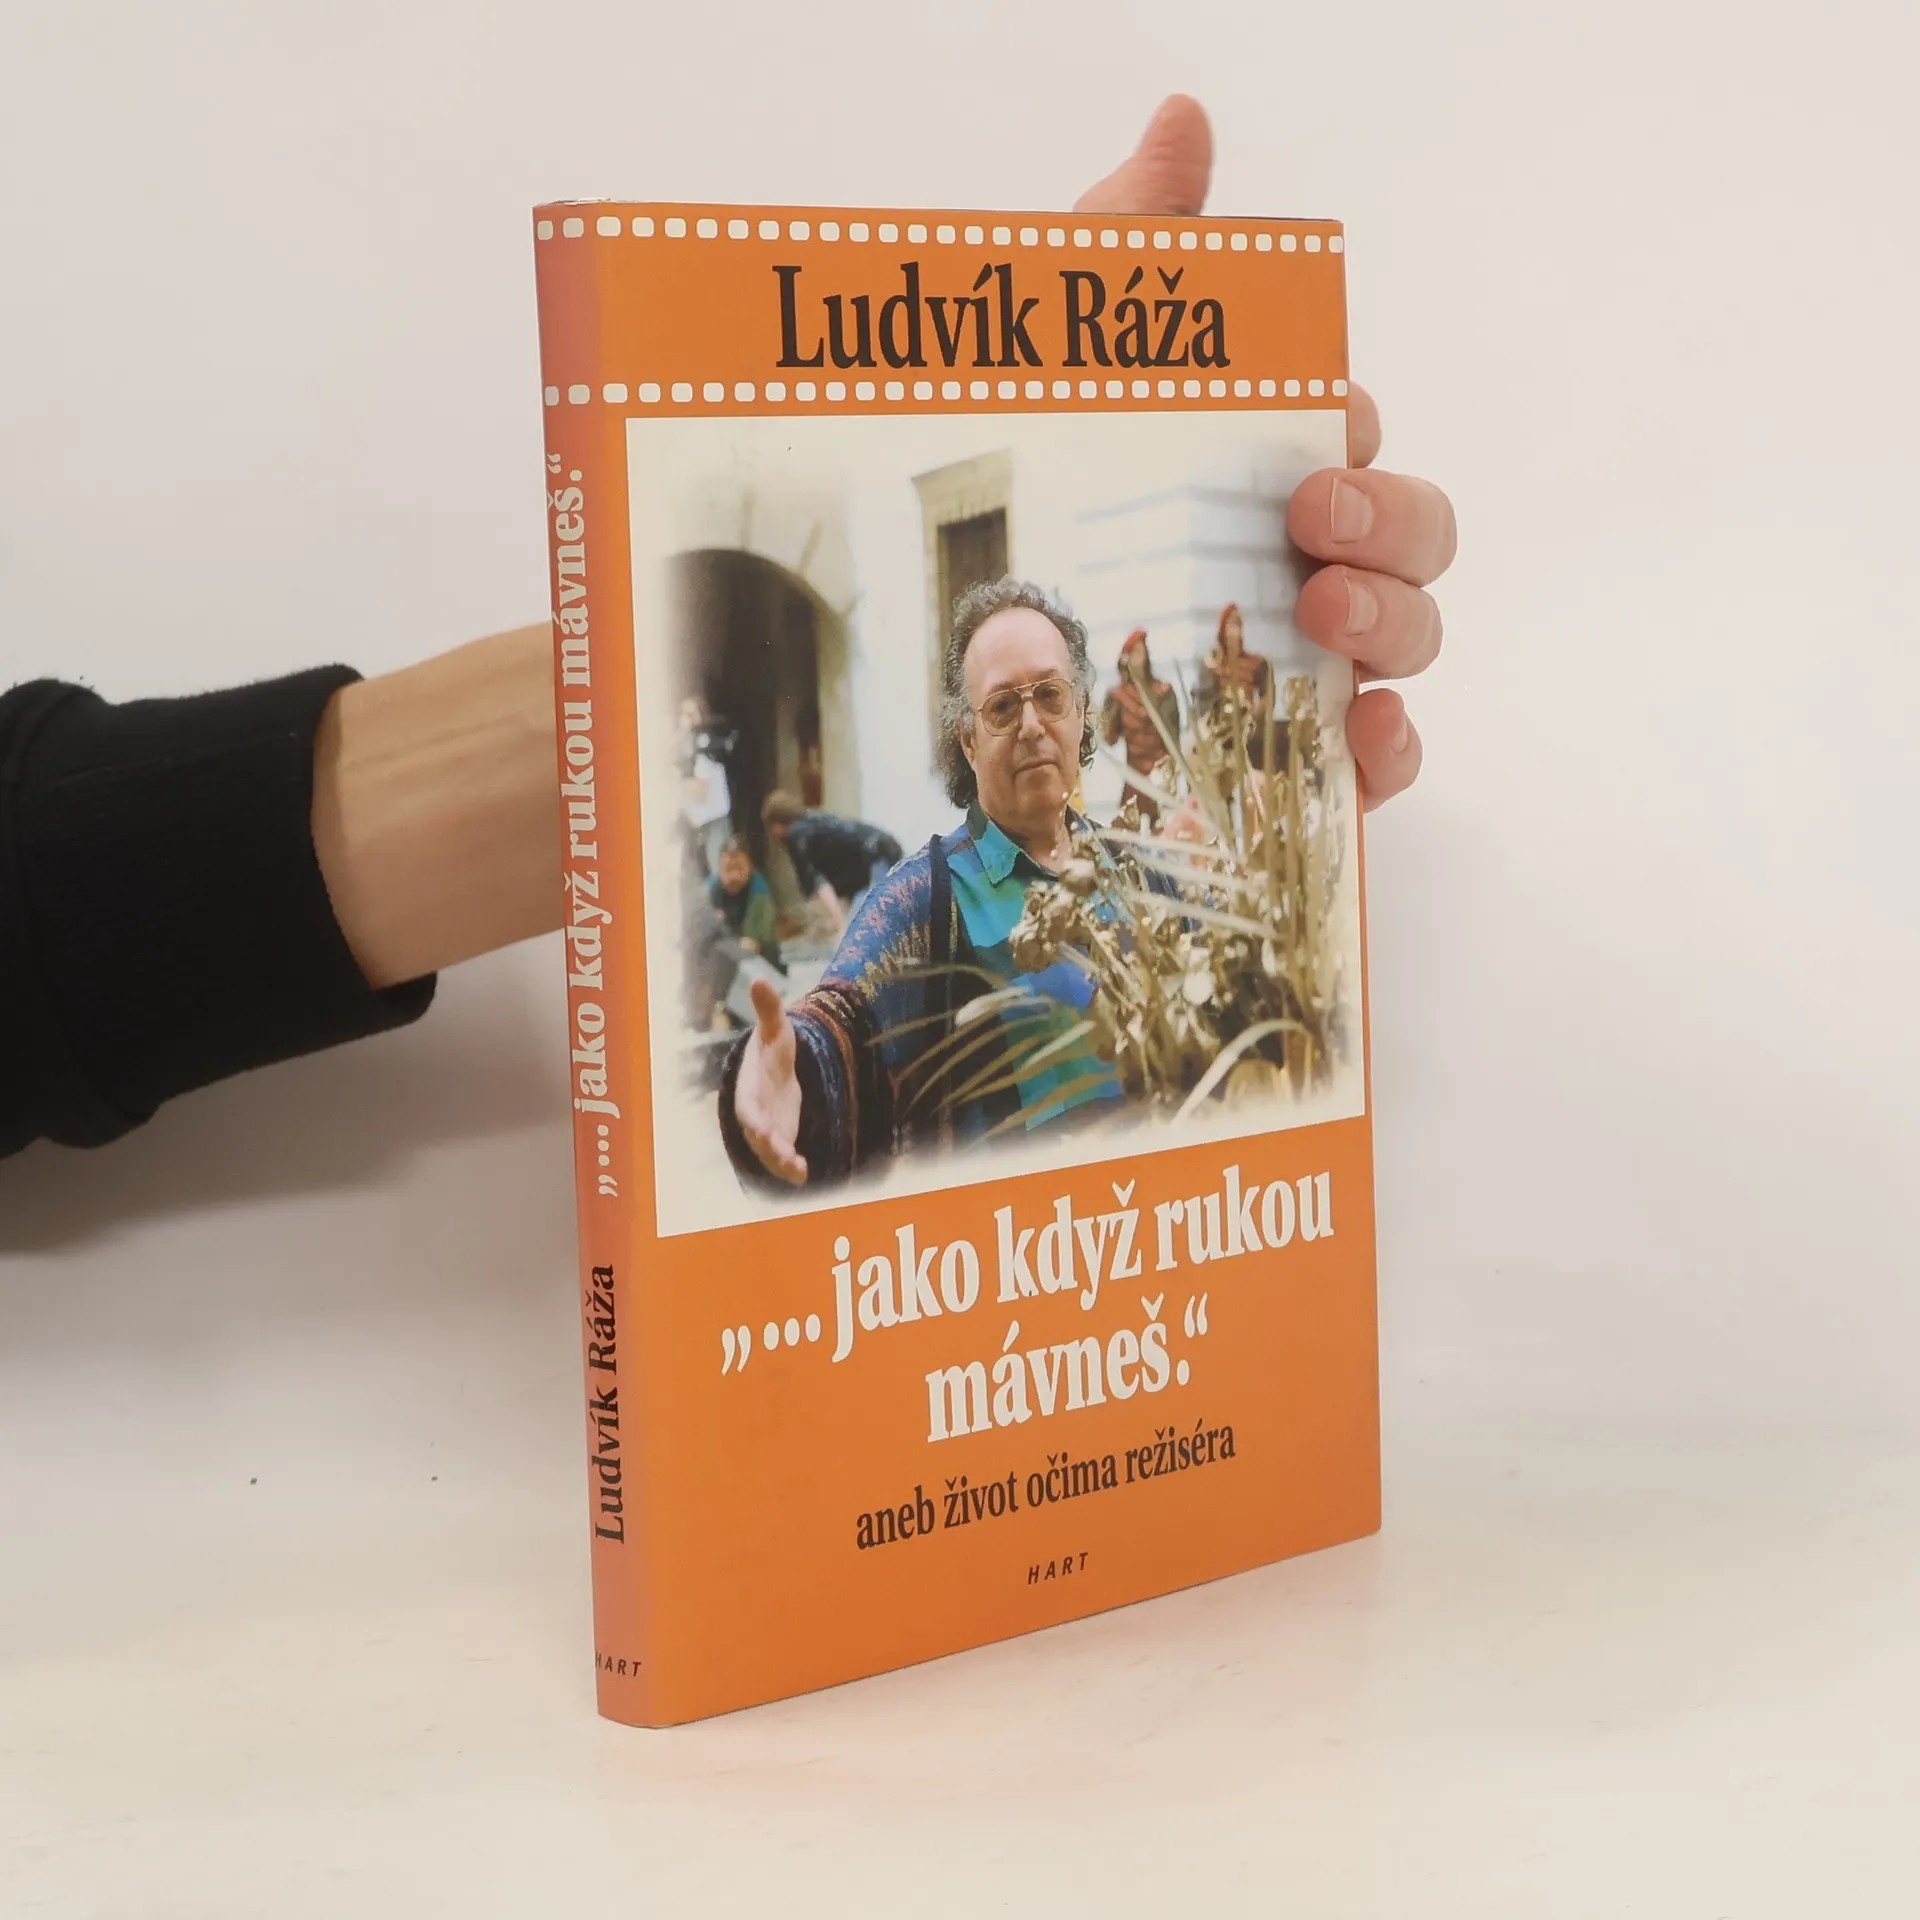 Ludvík Ráža
„...jako když rukou
mávneš.“
aneb život očima režiséra
HART
Ludvík Ráža „...jako když rukou mávneš.“
HART